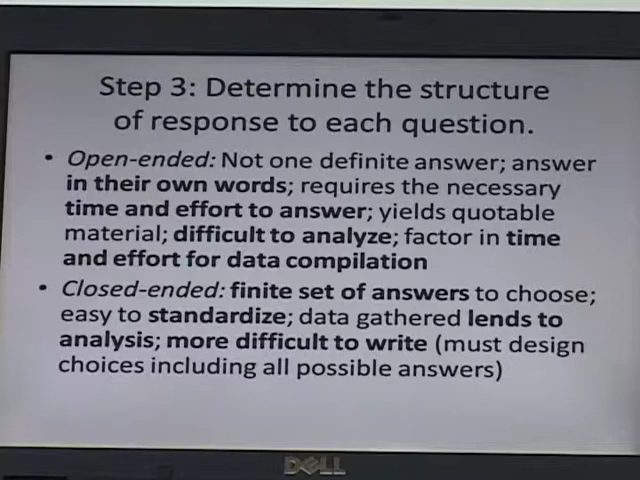 Step 3: Determine the structure
of response to each question.
• Open-ended: Not one definite answer; answer
in their own words; requires the necessary
time and effort to answer; yields quotable
material; difficult to analyze; factor in time
and effort for data compilation
• Closed-ended: finite set of answers to choose;
easy to standardize; data gathered lends to
analysis; more difficult to write (must design
choices including all possible answers)
DELL